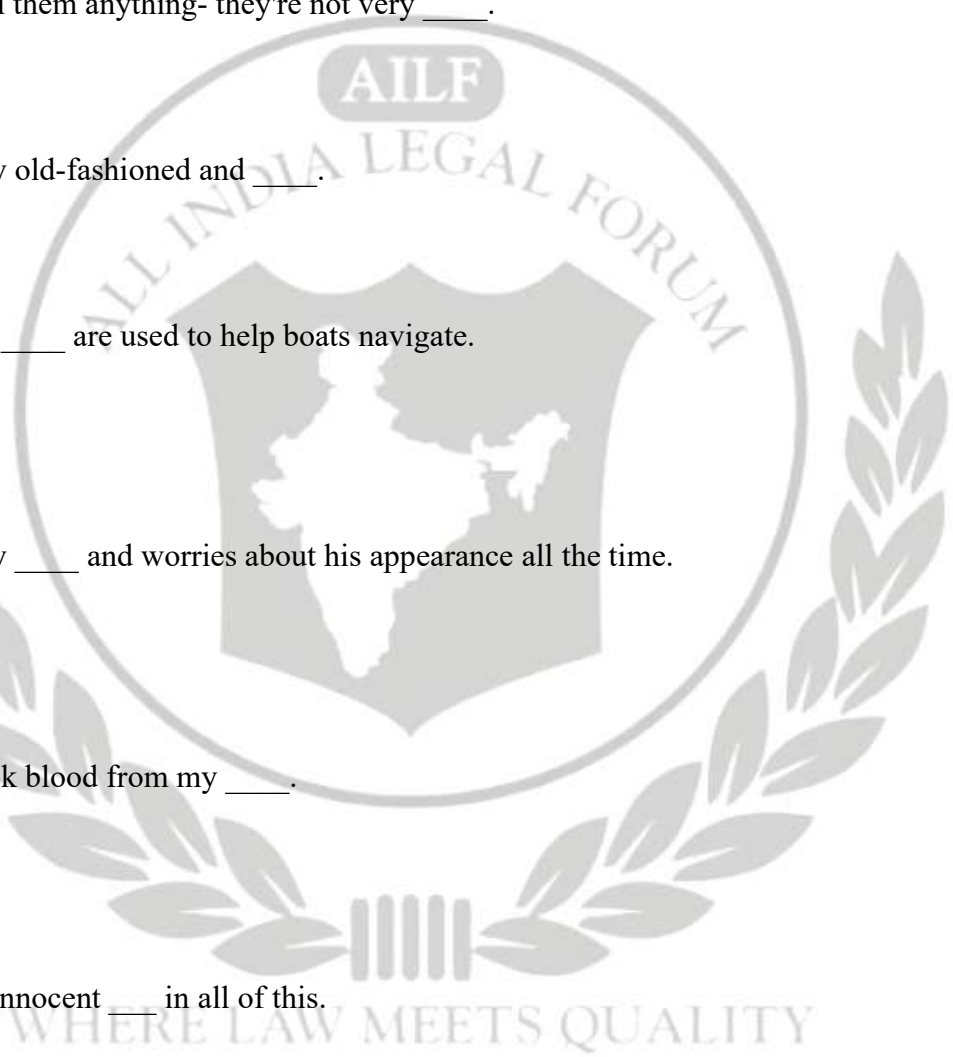 them anything- they're not very ____.
AILF
ALL INDIA LEGAL FORUM
old-fashioned and ____.
____ are used to help boats navigate.
____ and worries about his appearance all the time.
blood from my ____.
nnocent ___ in all of this.
WHERE LAW MEETS QUALITY